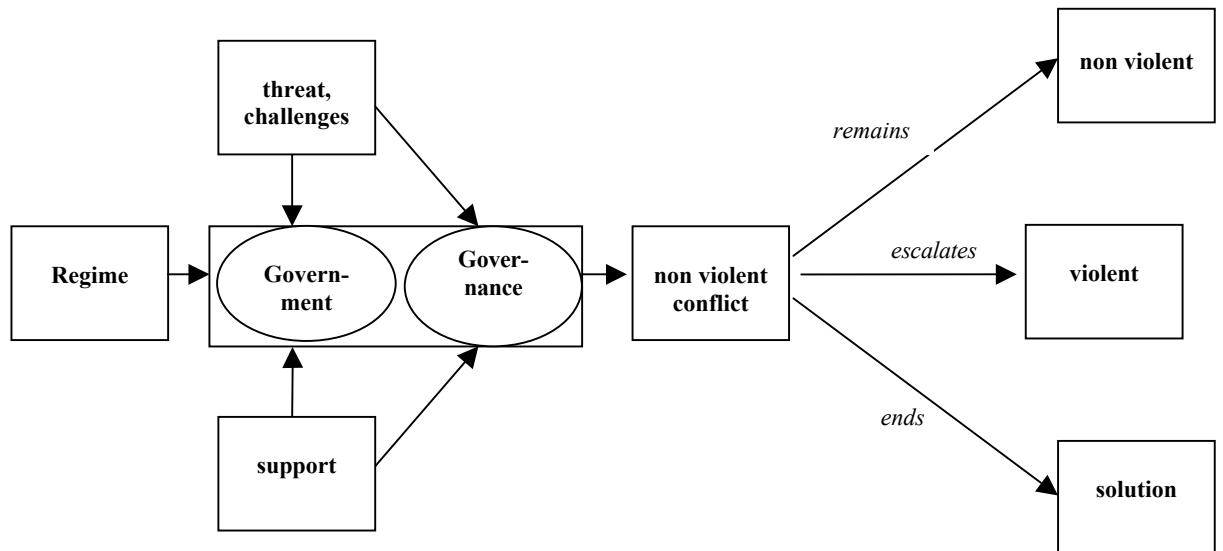 threat,
challenges
non violent
remains
Regime
Govern-
ment
Gover-
nance
non violent
conflict
escalates
violent
support
ends
solution